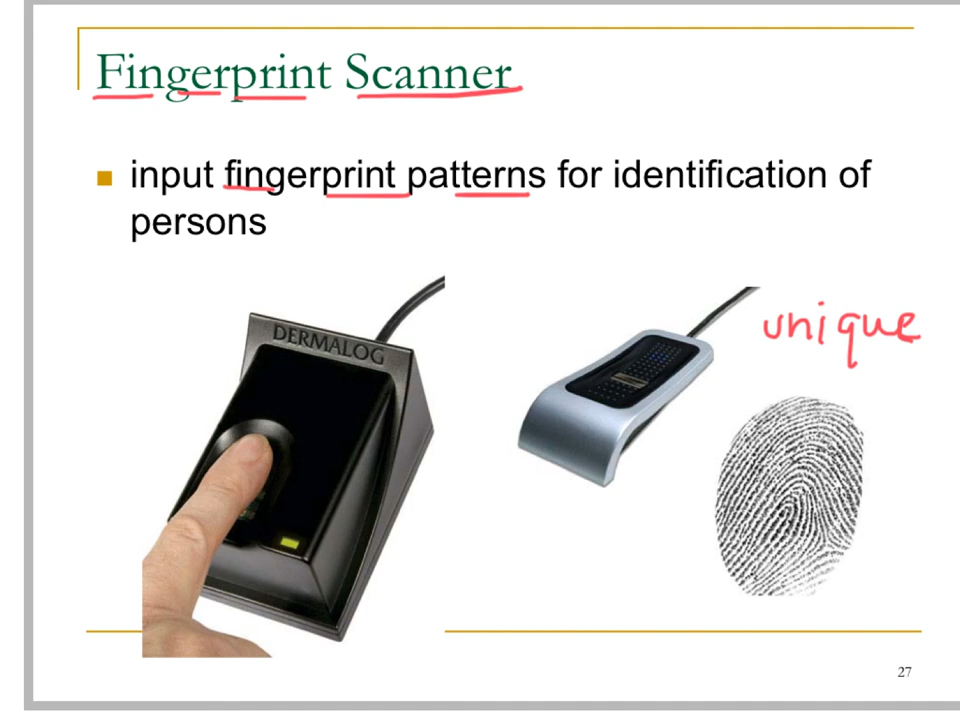 Fingerprint Scanner
input fingerprint patterns for identification of
persons
DERMALOG
unique
27